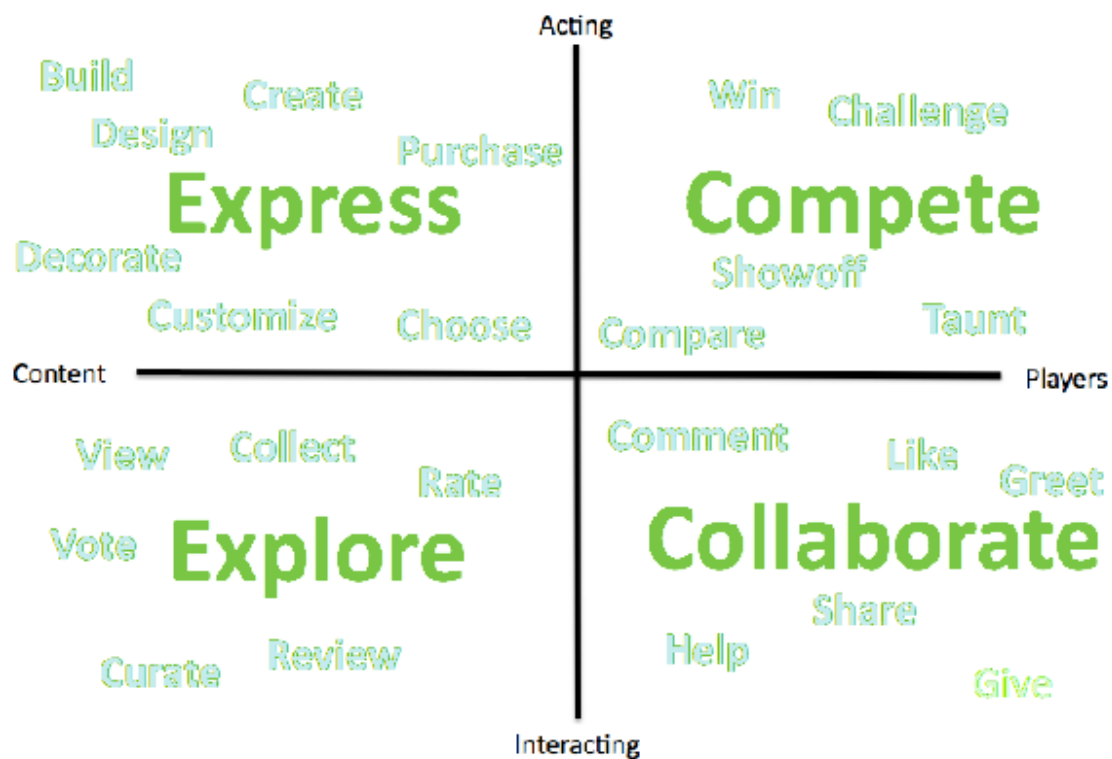 Acting
Build
Create
Design
Purchase
Express
Decorate
Customize
Choose
Win
Challenge
Compete
Showoff
Compare
Taunt
Content
Players
View
Collect
Rate
Vote
Explore
Curate
Review
Comment
Like
Greet
Collaborate
Share
Help
Give
Interacting